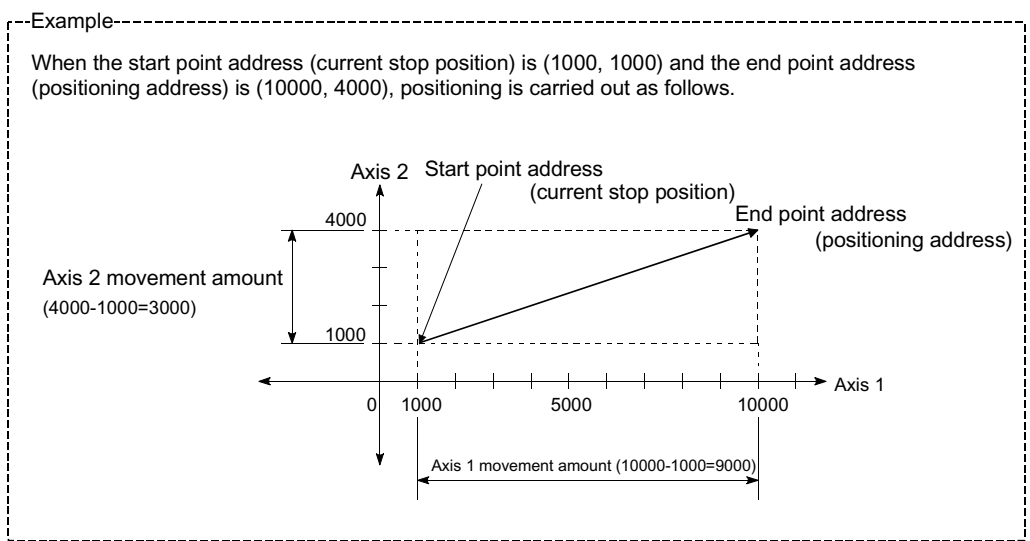 Example
When the start point address (current stop position) is (1000, 1000) and the end point address
(positioning address) is (10000, 4000), positioning is carried out as follows.
Axis 2
Start point address
(current stop position)
End point address
(positioning address)
4000
Axis 2 movement amount
(4000-1000=3000)
1000
Axis 1
0
1000
5000
10000
Axis 1 movement amount (10000-1000=9000)